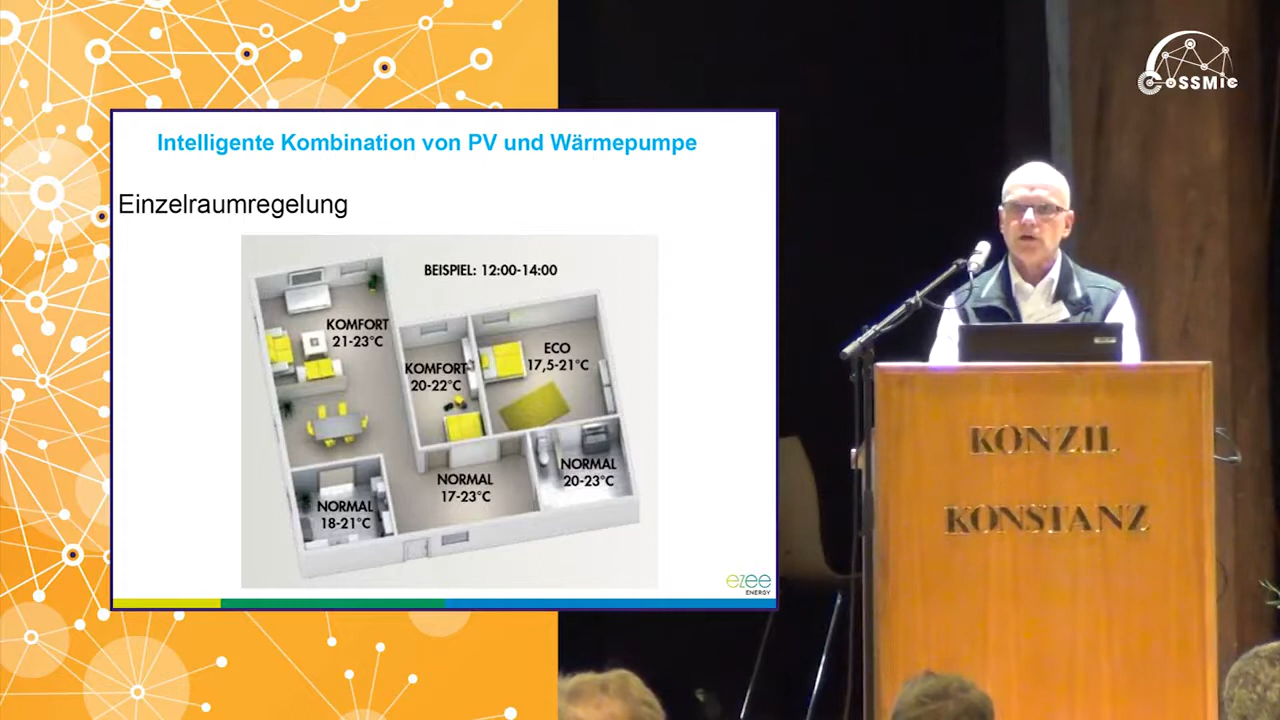 COSSMic
Intelligente Kombination von PV und Wärmepumpe
Einzelraumregelung
BEISPIEL: 12:00-14:00
KOMFORT
21-23°C
KOMFORT
20-22°C
ECO
17,5-21°C
NORMAL
18-21°C
NORMAL
17-23°C
NORMAL
20-23°C
ezee
ENERGY
KONZIL
KONSTANZ